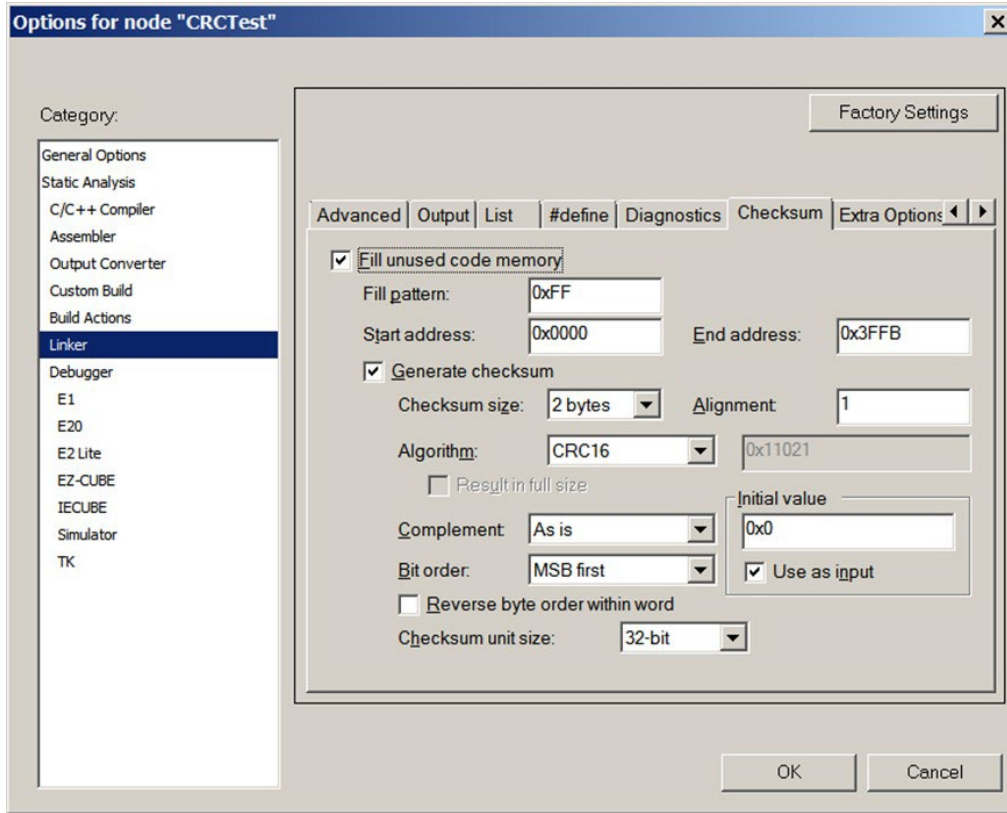 Options for node "CRCTest"
Category:
General Options
Static Analysis
C/C++ Compiler
Assembler
Output Converter
Custom Build
Build Actions
Linker
Debugger
E1
E20
E2 Lite
EZ-CUBE
IECUBE
Simulator
TK
Factory Settings
Advanced Output List #define Diagnostics Checksum Extra Options
Fill unused code memory
Fill pattern: 0xFF
Start address: 0x0000 End address: 0x3FFB
Generate checksum
Checksum size: 2 bytes Alignment: 1
Algorithm: CRC16 0x11021
Result in full size
Initial value
Complement: As is 0x0
Bit order: MSB first Use as input
Reverse byte order within word
Checksum unit size: 32-bit
OK Cancel